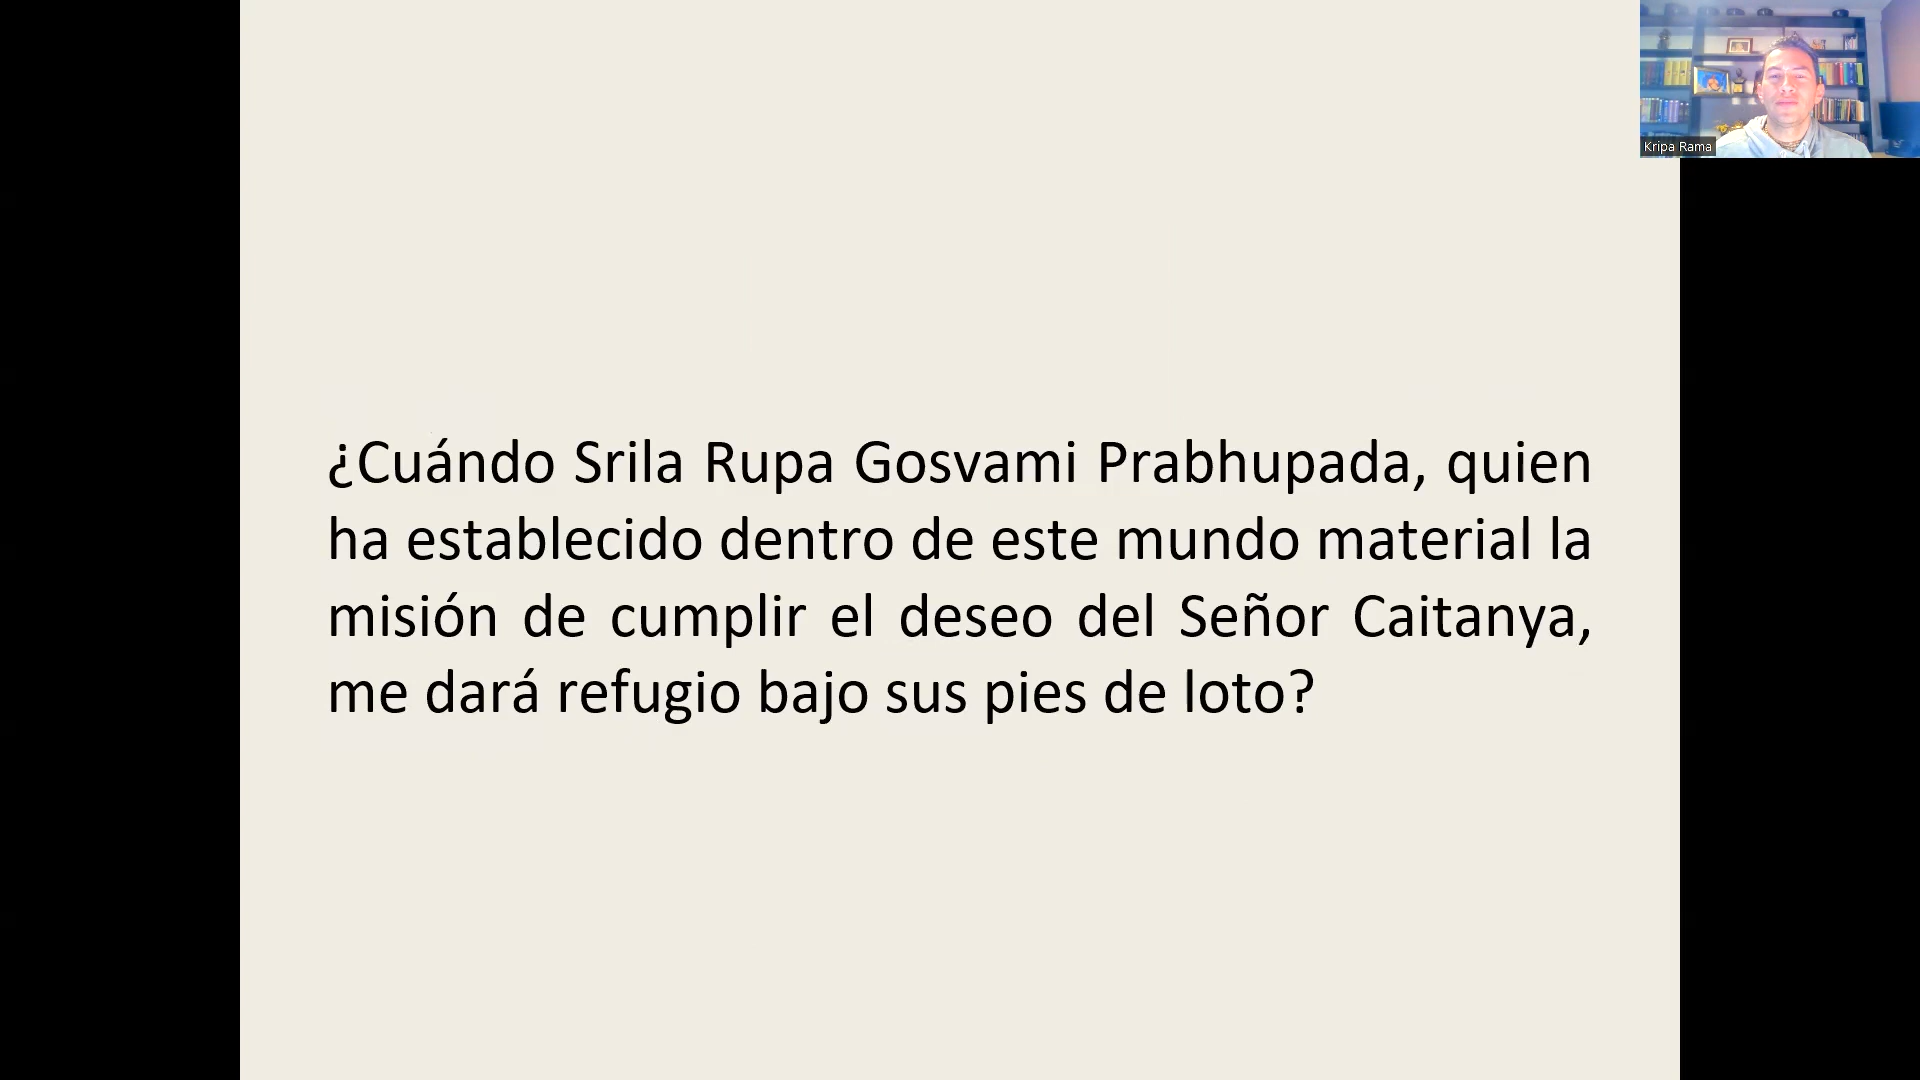 Kripa Rama
¿Cuándo Srila Rupa Gosvami Prabhupada, quien
ha establecido dentro de este mundo material la
misión de cumplir el deseo del Señor Caitanya,
me dará refugio bajo sus pies de loto?